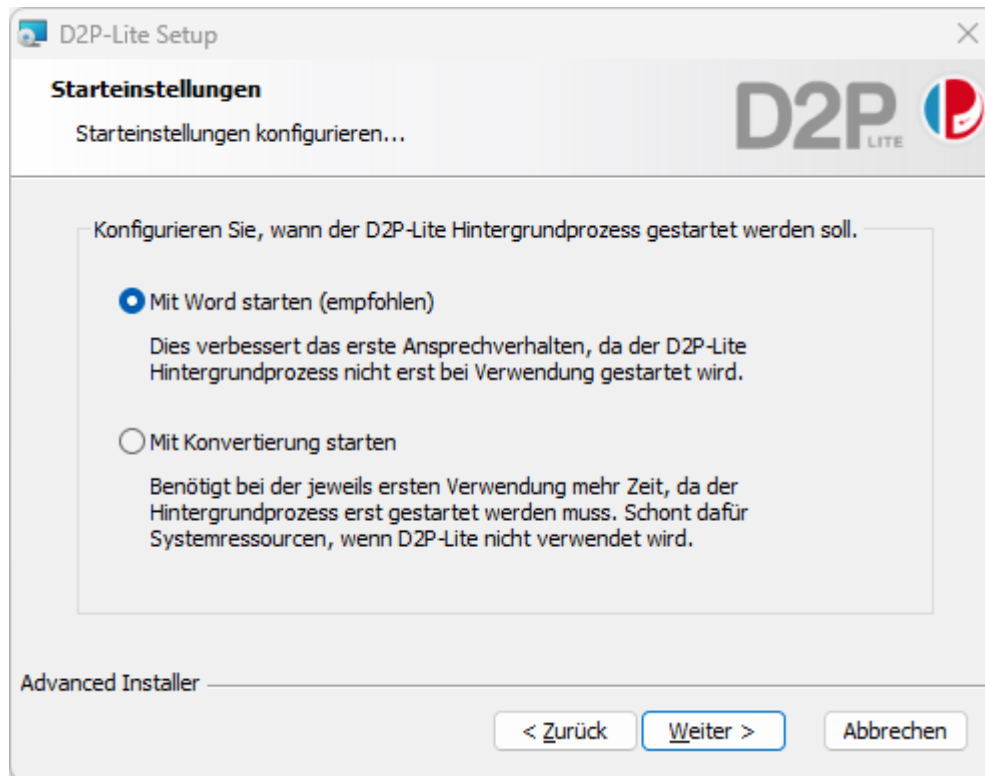 D2P-Lite Setup
Starteinstellungen
Starteinstellungen konfigurieren...
D2P
LITE
Konfigurieren Sie, wann der D2P-Lite Hintergrundprozess gestartet werden soll.
Mit Word starten (empfohlen)
Dies verbessert das erste Ansprechverhalten, da der D2P-Lite
Hintergrundprozess nicht erst bei Verwendung gestartet wird.
Mit Konvertierung starten
Benötigt bei der jeweils ersten Verwendung mehr Zeit, da der
Hintergrundprozess erst gestartet werden muss. Schont dafür
Systemressourcen, wenn D2P-Lite nicht verwendet wird.
Advanced Installer
< Zurück
Weiter >
Abbrechen